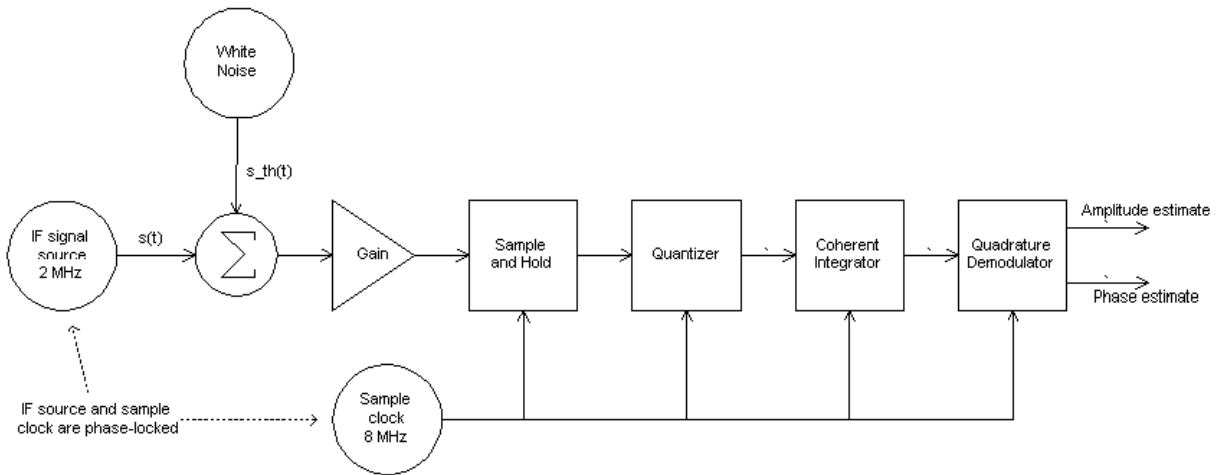 White
Noise
s_th(t)
IF signal
source
2 MHz
s(t)
Σ
Gain
Sample
and Hold
Quantizer
Coherent
Integrator
Quadrature
Demodulator
Amplitude estimate
Phase estimate
IF source and sample
clock are phase-locked
Sample
clock
8 MHz